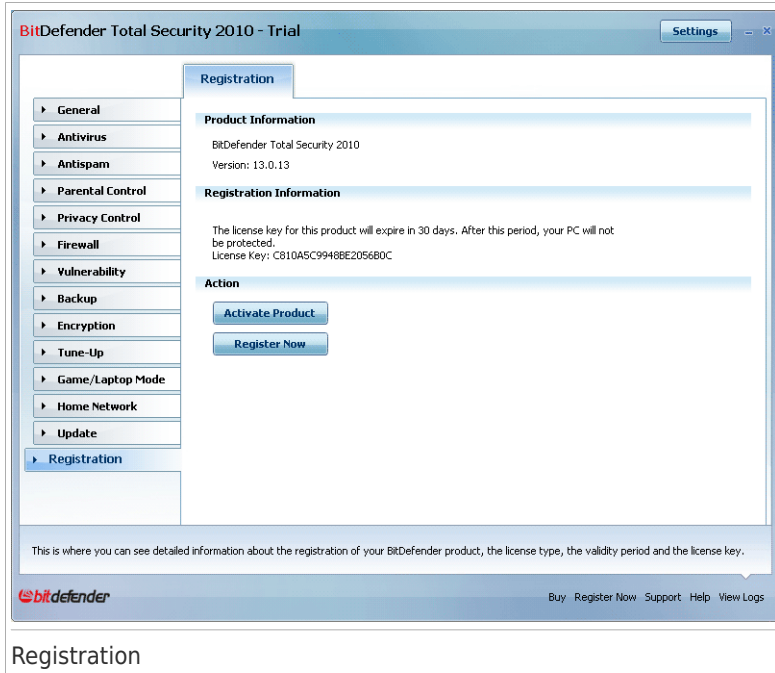 BitDefender Total Security 2010 - Trial
Settings
Registration
General
Antivirus
Antispam
Parental Control
Privacy Control
Firewall
Vulnerability
Backup
Encryption
Tune-Up
Game/Laptop Mode
Home Network
Update
Registration
Product Information
BitDefender Total Security 2010
Version: 13.0.13
Registration Information
The license key for this product will expire in 30 days. After this period, your PC will not
be protected.
License Key: C810A5C9948BE2056B0C
Action
Activate Product
Register Now
This is where you can see detailed information about the registration of your BitDefender product, the license type, the validity period and the license key.
bitdefender
Buy Register Now Support Help View Logs
Registration